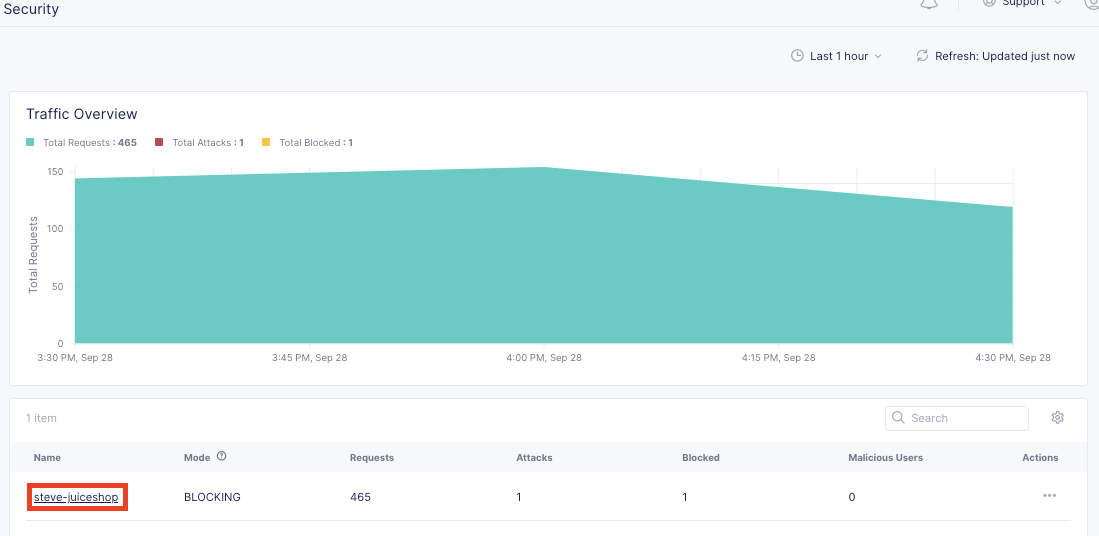 Security
Support
Last 1 hour
Refresh: Updated just now
Traffic Overview
Total Requests : 465
Total Attacks : 1
Total Blocked : 1
Total Requests
150
100
50
0
3:30 PM, Sep 28
3:45 PM, Sep 28
4:00 PM, Sep 28
4:15 PM, Sep 28
4:30 PM, Sep 28
1 item
Search
Name Mode Requests Attacks Blocked Malicious Users Actions
steve-juiceshop BLOCKING 465 1 1 0